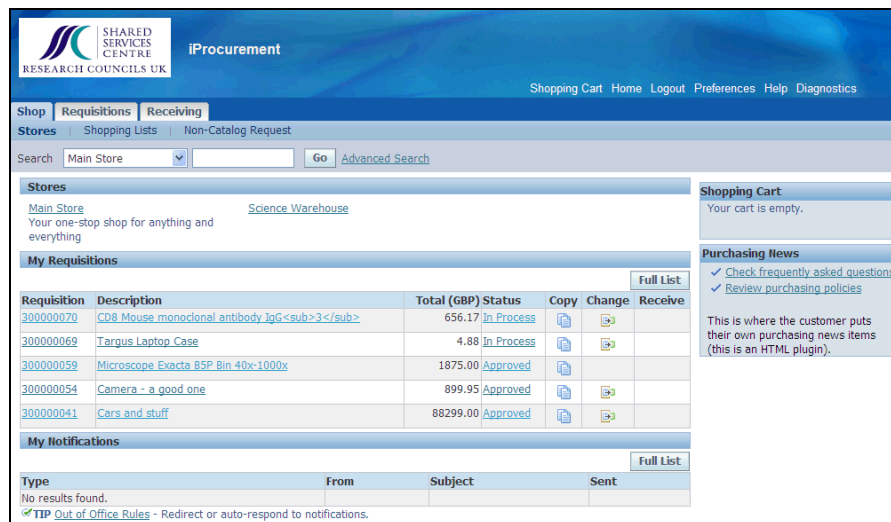 SHARED
SERVICES
CENTRE
RESEARCH COUNCILS UK
iProcurement
Shopping Cart Home Logout Preferences Help Diagnostics
Shop Requisitions Receiving
Stores | Shopping Lists | Non-Catalog Request
Search Main Store Go Advanced Search
Stores
Main Store Science Warehouse
Your one-stop shop for anything and
everything
Shopping Cart
Your cart is empty.
My Requisitions
Full List
Requisition Description Total (GBP) Status Copy Change Receive
300000070 CD8 Mouse monoclonal antibody IgG<sub>3</sub> 656.17 In Process
300000069 Targus Laptop Case 4.88 In Process
300000059 Microscope Exacta B5P Bin 40x-1000x 1875.00 Approved
300000054 Camera - a good one 899.95 Approved
300000041 Cars and stuff 88299.00 Approved
Purchasing News
Check frequently asked questions
Review purchasing policies
This is where the customer puts
their own purchasing news items
(this is an HTML plugin).
My Notifications
Full List
Type From Subject Sent
No results found.
TIP Out of Office Rules - Redirect or auto-respond to notifications.